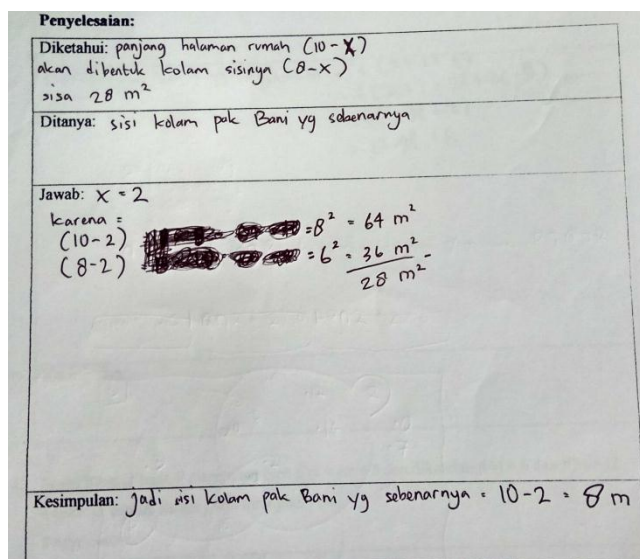 Penyelesaian:
Diketahui: panjang halaman rumah (10-X)
akan dibentuk kolam sisinya (8-x)
sisa 28 m²
Ditanya: sisi kolam pak Bani yg sebenarnya
Jawab: X = 2
karena =
(10-2) = 8² = 64 m²
(8-2) = 6² = 36 m² -
28 m²
Kesimpulan: jadi sisi kolam pak Bani yg sebenarnya = 10-2 = 8 m